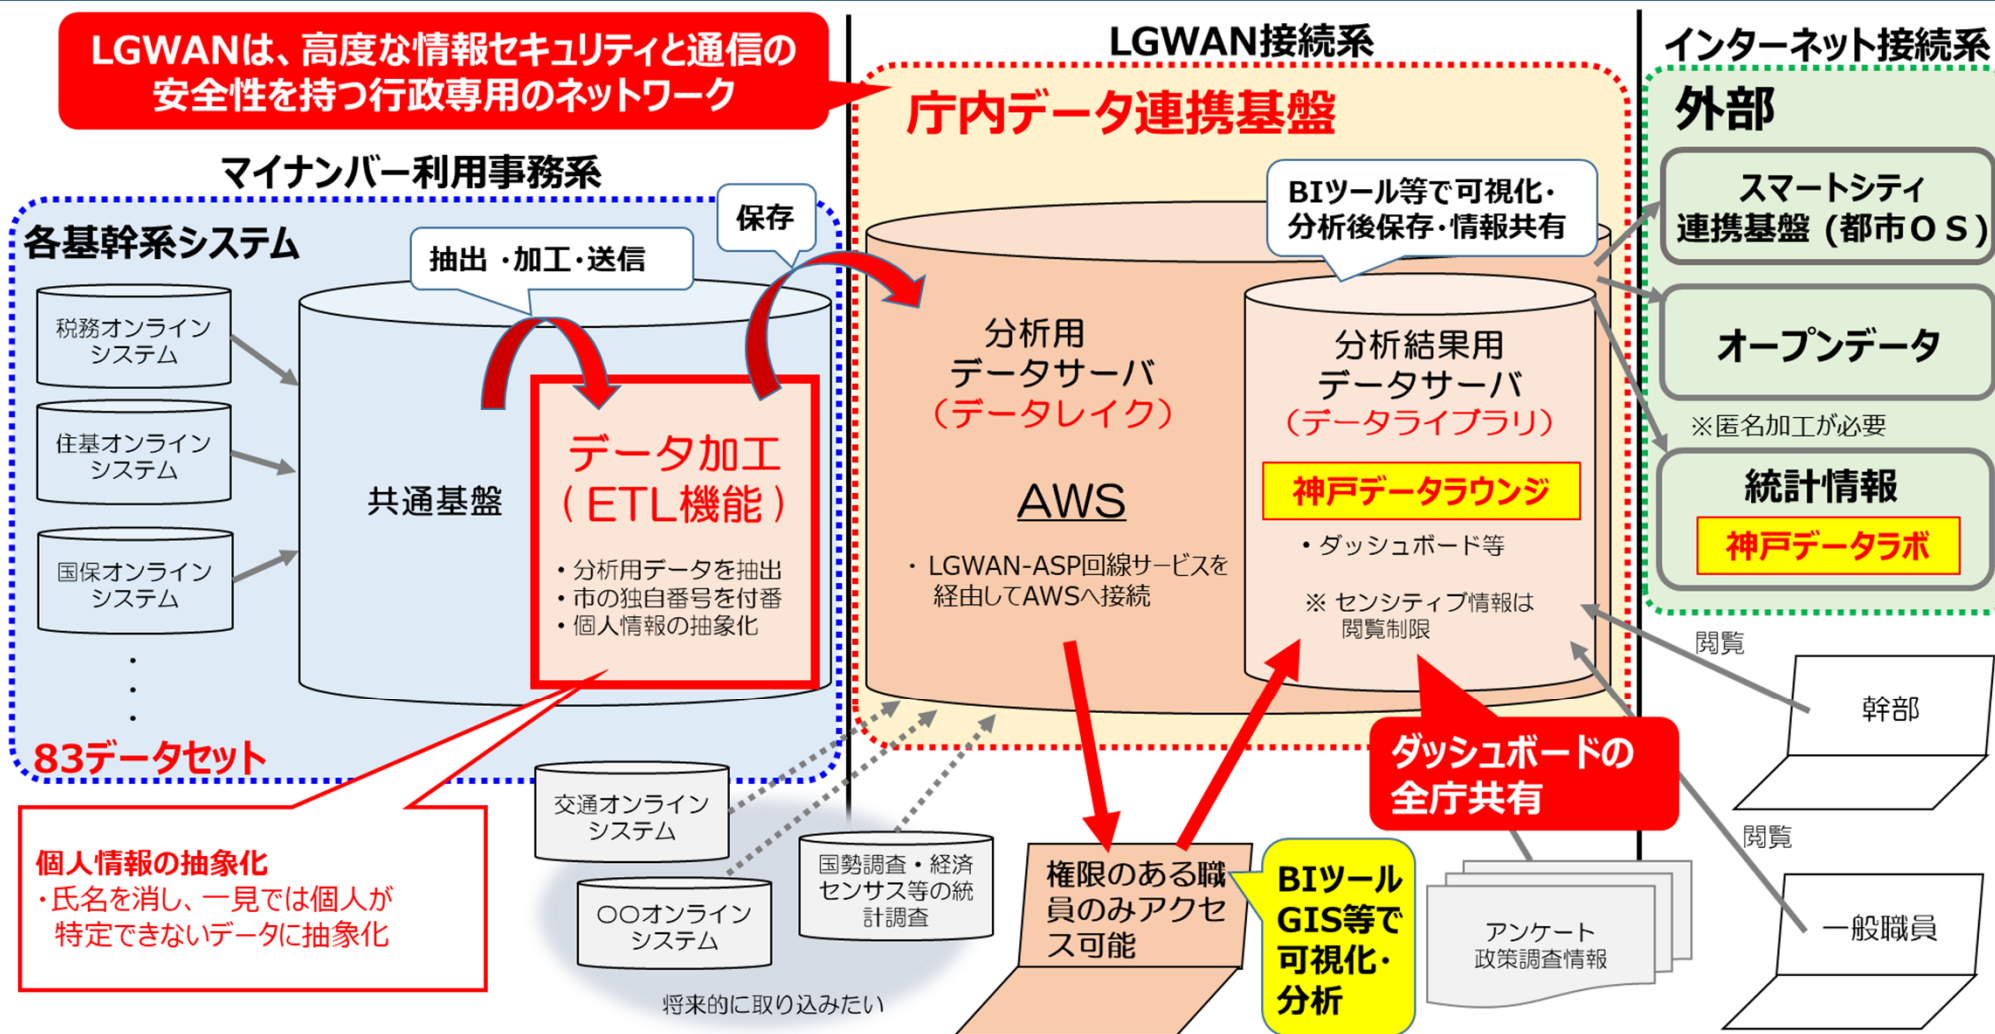 LGWANは、高度な情報セキュリティと通信の
安全性を持つ行政専用のネットワーク
マイナンバー利用事務系
各基幹系システム
抽出・加工・送信
保存
税務オンライン
システム
住基オンライン
システム
国保オンライン
システム
・
・
・
83データセット
共通基盤
データ加工
(ETL機能)
・分析用データを抽出
・市の独自番号を付番
・個人情報の抽象化
個人情報の抽象化
・氏名を消し、一見では個人が
特定できないデータに抽象化
LGWAN接続系
庁内データ連携基盤
BIツール等で可視化・
分析後保存・情報共有
分析用
データサーバ
(データレイク)
AWS
・LGWAN-ASP回線サービスを
経由してAWSへ接続
分析結果用
データサーバ
(データライブラリ)
神戸データラウンジ
・ダッシュボード等
※ センシティブ情報は
閲覧制限
ダッシュボードの
全庁共有
交通オンライン
システム
〇〇オンライン
システム
国勢調査・経済
センサス等の統
計調査
将来的に取り込みたい
権限のある職
員のみアクセ
ス可能
BIツール
GIS等で
可視化・
分析
アンケート
政策調査情報
インターネット接続系
外部
スマートシティ
連携基盤(都市OS)
オープンデータ
※匿名加工が必要
統計情報
神戸データラボ
閲覧
幹部
閲覧
一般職員